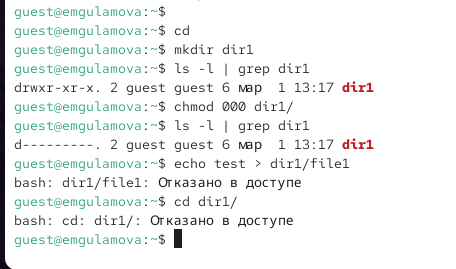 guest@emgulamova:~$
guest@emgulamova:~$ cd
guest@emgulamova:~$ mkdir dir1
guest@emgulamova:~$ ls -l | grep dir1
drwxr-xr-x. 2 guest guest 6 мар  1 13:17 dir1
guest@emgulamova:~$ chmod 000 dir1/
guest@emgulamova:~$ ls -l | grep dir1
d---------. 2 guest guest 6 мар  1 13:17 dir1
guest@emgulamova:~$ echo test > dir1/file1
bash: dir1/file1: Отказано в доступе
guest@emgulamova:~$ cd dir1/
bash: cd: dir1/: Отказано в доступе
guest@emgulamova:~$